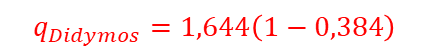 q_Didymos = 1,644(1 − 0,384)